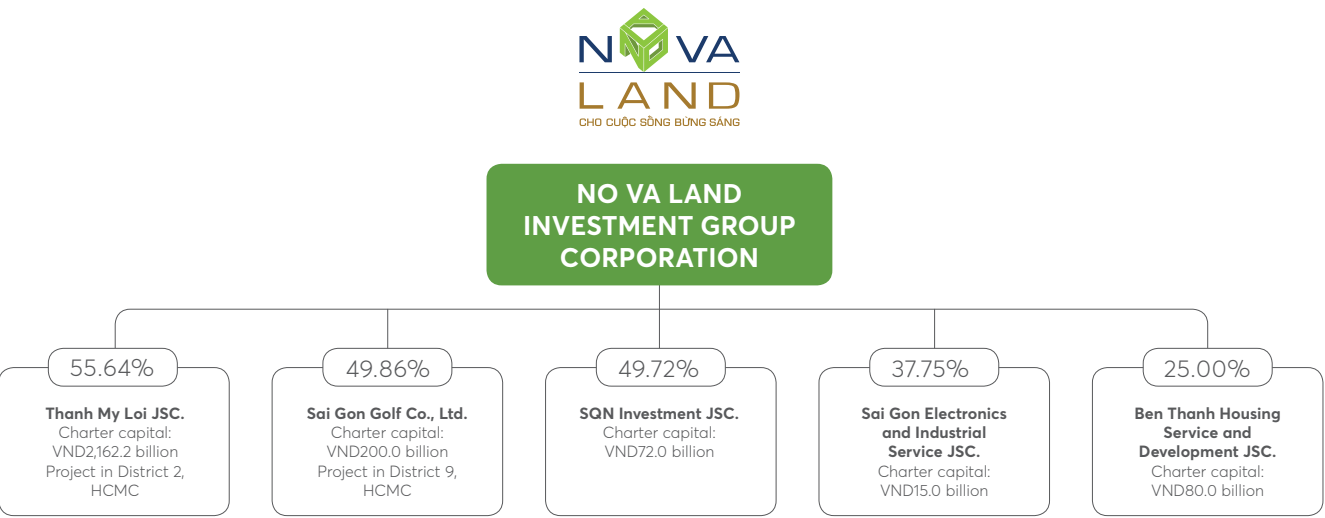 NOVA
LAND
CHO CUỘC SỐNG BỪNG SÁNG
NO VA LAND
INVESTMENT GROUP
CORPORATION
55.64%
Thanh My Loi JSC.
Charter capital:
VND2,162.2 billion
Project in District 2,
HCMC
49.86%
Sai Gon Golf Co., Ltd.
Charter capital:
VND200.0 billion
Project in District 9,
HCMC
49.72%
SQN Investment JSC.
Charter capital:
VND72.0 billion
37.75%
Sai Gon Electronics
and Industrial
Service JSC.
Charter capital:
VND15.0 billion
25.00%
Ben Thanh Housing
Service and
Development JSC.
Charter capital:
VND80.0 billion